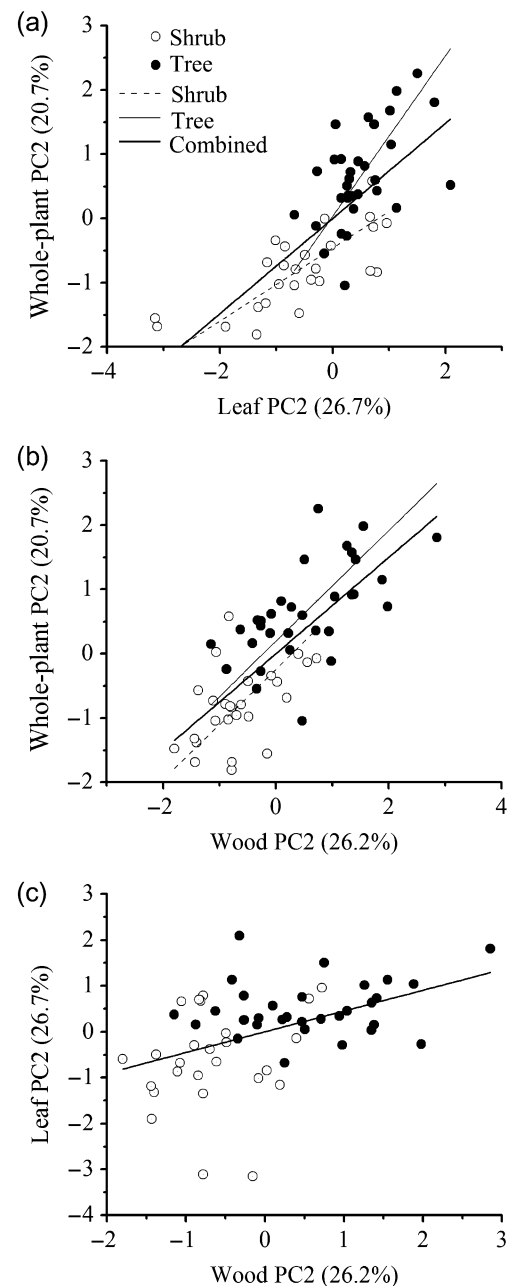 (a)
Shrub
Tree
Shrub
Tree
Combined
Whole-plant PC2 (20.7%)
3
2
1
0
−1
−2
−4
−2
0
2
Leaf PC2 (26.7%)
(b)
Whole-plant PC2 (20.7%)
3
2
1
0
−1
−2
−2
0
2
4
Wood PC2 (26.2%)
(c)
Leaf PC2 (26.7%)
3
2
1
0
−1
−2
−3
−4
−2
−1
0
1
2
3
Wood PC2 (26.2%)